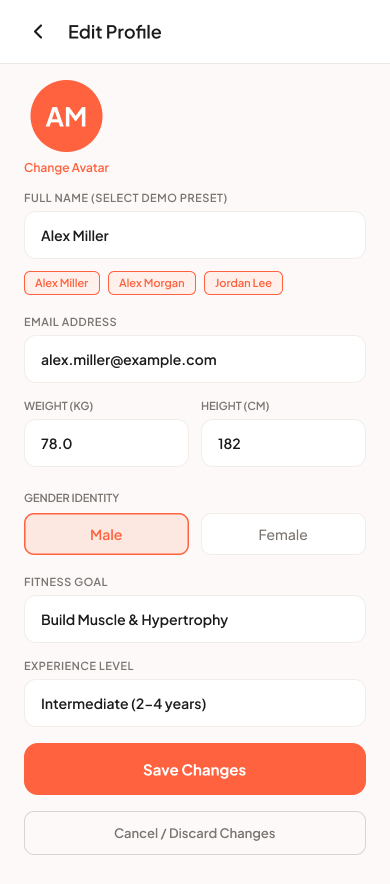 Edit Profile
AM
Change Avatar
FULL NAME (SELECT DEMO PRESET)
Alex Miller
Alex Miller Alex Morgan Jordan Lee
EMAIL ADDRESS
alex.miller@example.com
WEIGHT (KG) HEIGHT (CM)
78.0 182
GENDER IDENTITY
Male Female
FITNESS GOAL
Build Muscle & Hypertrophy
EXPERIENCE LEVEL
Intermediate (2–4 years)
Save Changes
Cancel / Discard Changes